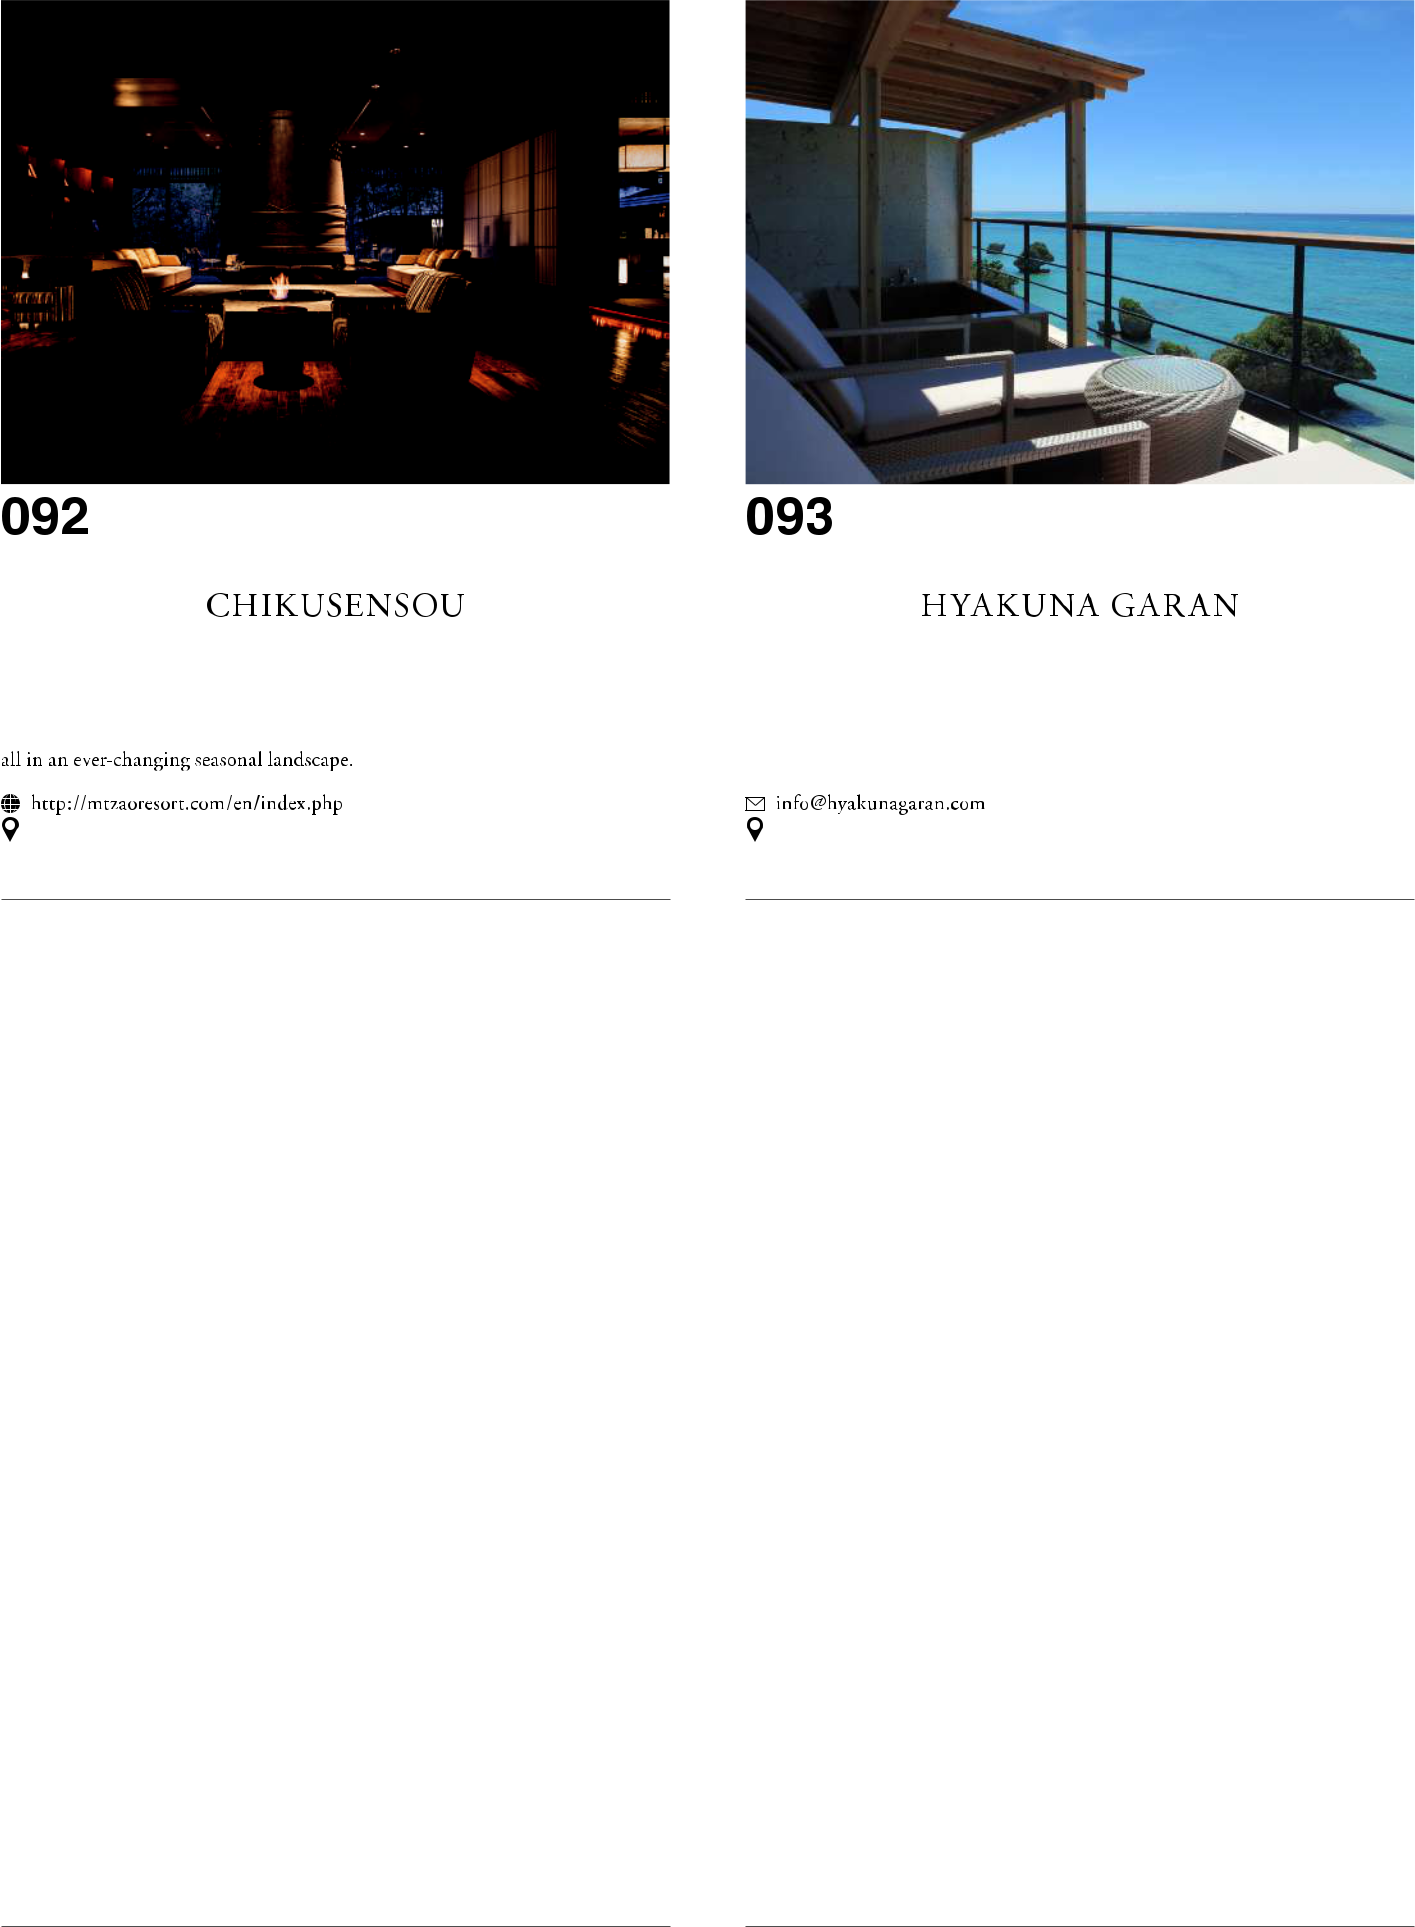 092
CHIKUSENSOU
all in an ever-changing seasonal landscape.
http://mtzaoresort.com/en/index.php
093
HYAKUNA GARAN
info@hyakunagaran.com